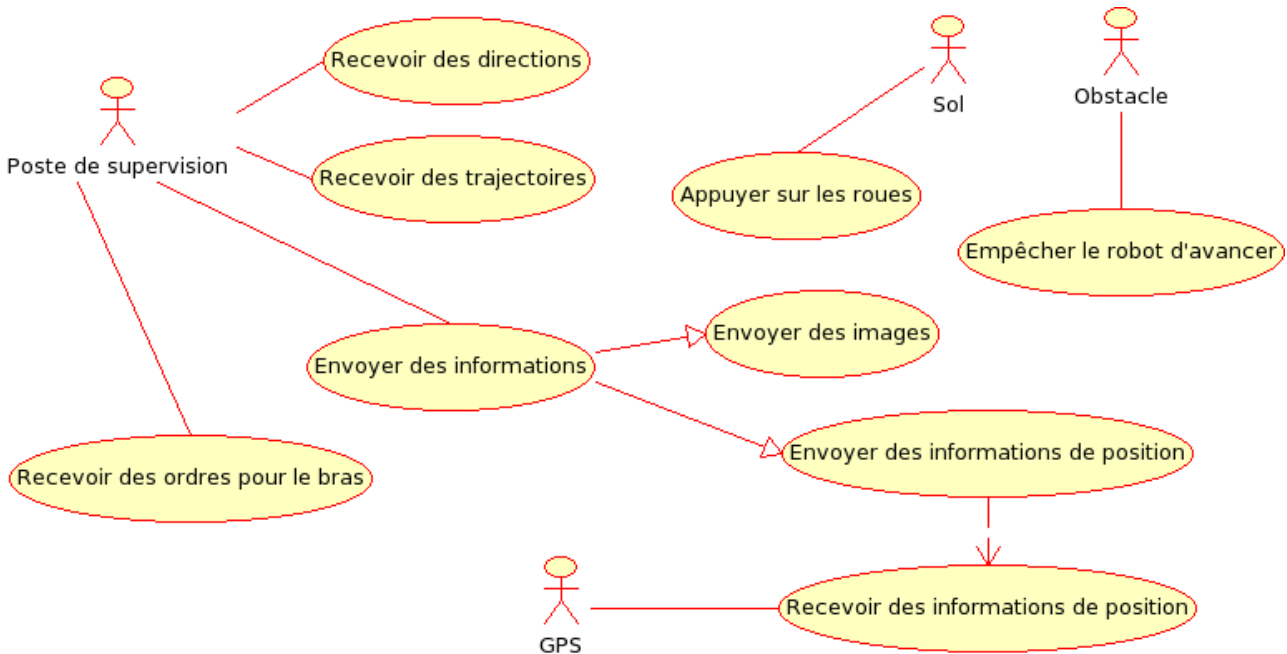 Recevoir des directions
Sol
Obstacle
Poste de supervision
Recevoir des trajectoires
Appuyer sur les roues
Empêcher le robot d'avancer
Envoyer des images
Envoyer des informations
Envoyer des informations de position
Recevoir des ordres pour le bras
Recevoir des informations de position
GPS